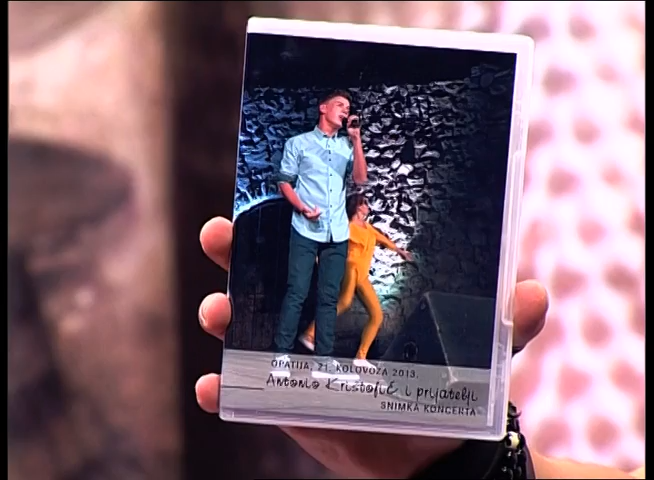 OPATIJA, 21. KOLOVOZA 2013.
Antonio Krištofić i prijatelji
SNIMKA KONCERTA